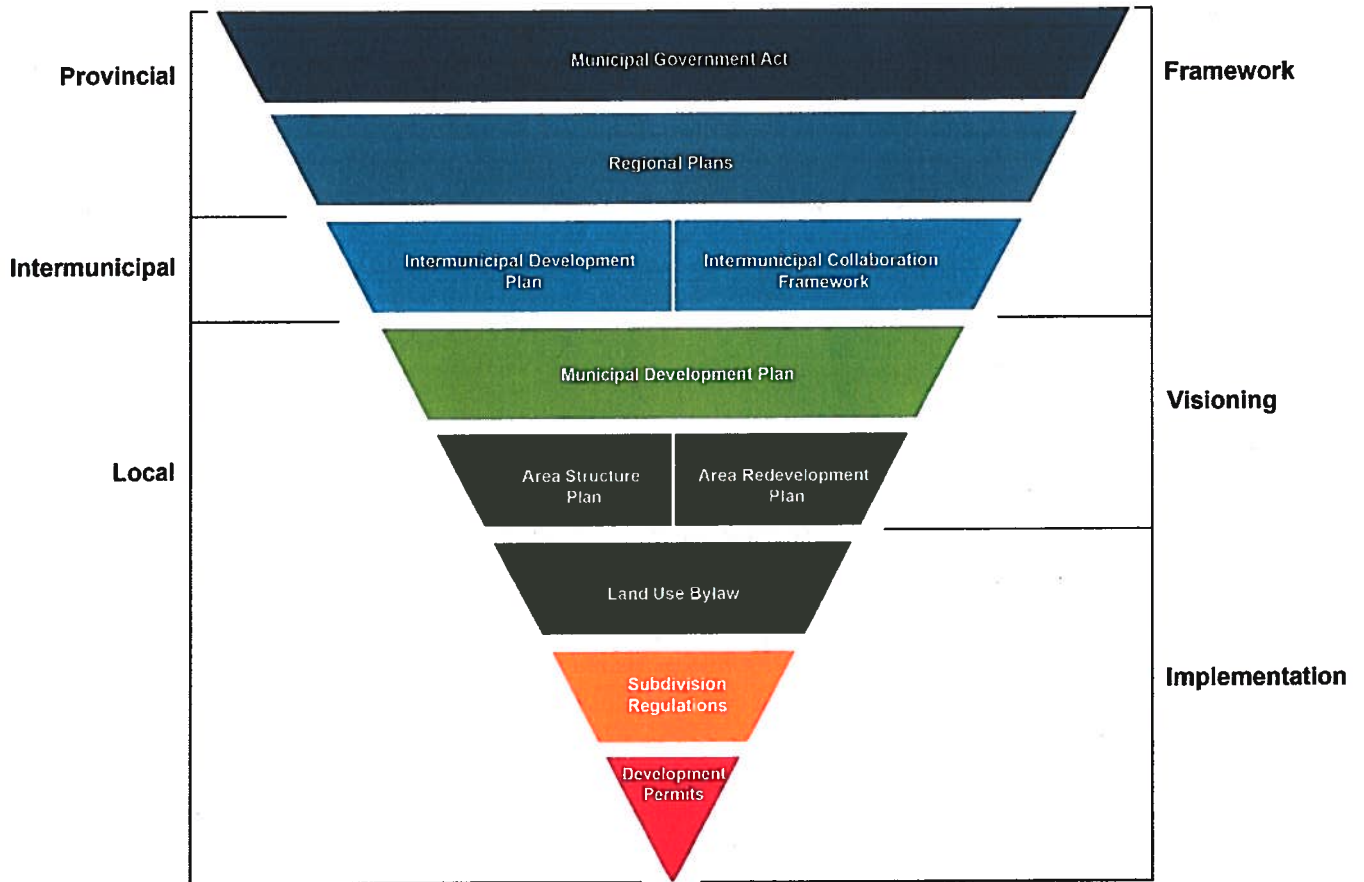 Provincial
Municipal Government Act
Framework
Regional Plans
Intermunicipal
Intermunicipal Development
Plan
Intermunicipal Collaboration
Framework
Municipal Development Plan
Visioning
Local
Area Structure
Plan
Area Redevelopment
Plan
Land Use Bylaw
Subdivision
Regulations
Implementation
Development
Permits